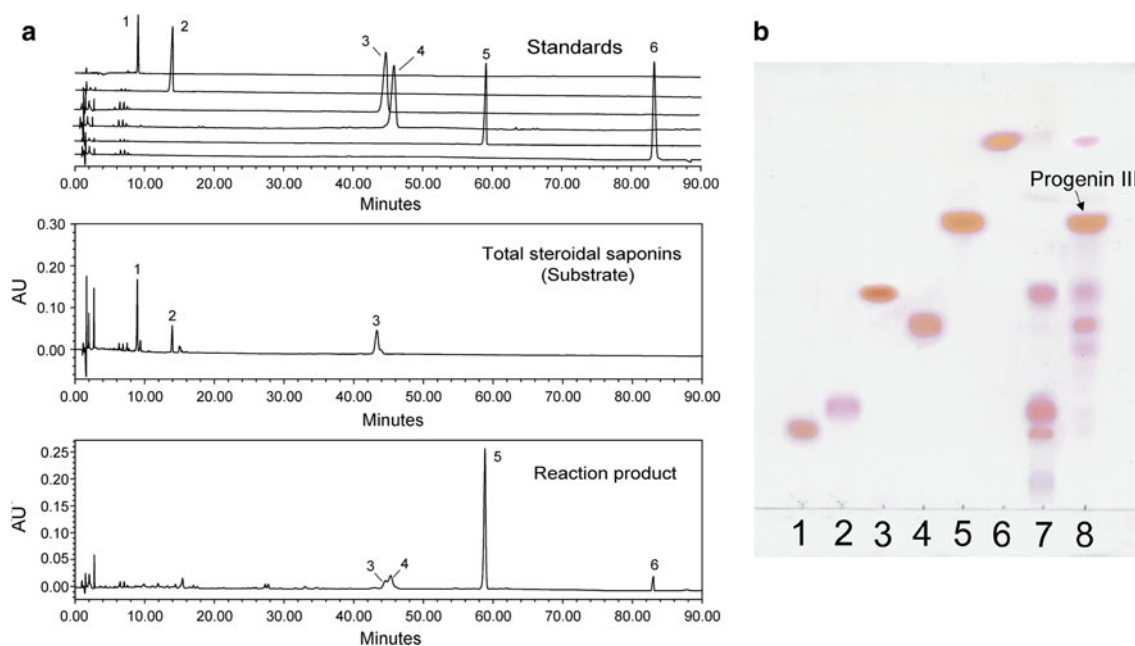 a
1
2
3
4
5
6
Standards
0.00 10.00 20.00 30.00 40.00 50.00 60.00 70.00 80.00 90.00
Minutes
0.30
0.20
0.10
0.00
AU
1
2
3
Total steroidal saponins
(Substrate)
0.00 10.00 20.00 30.00 40.00 50.00 60.00 70.00 80.00 90.00
Minutes
0.25
0.20
0.15
0.10
0.05
0.00
AU
3
4
5
6
Reaction product
0.00 10.00 20.00 30.00 40.00 50.00 60.00 70.00 80.00 90.00
Minutes
b
Progenin III
1 2 3 4 5 6 7 8